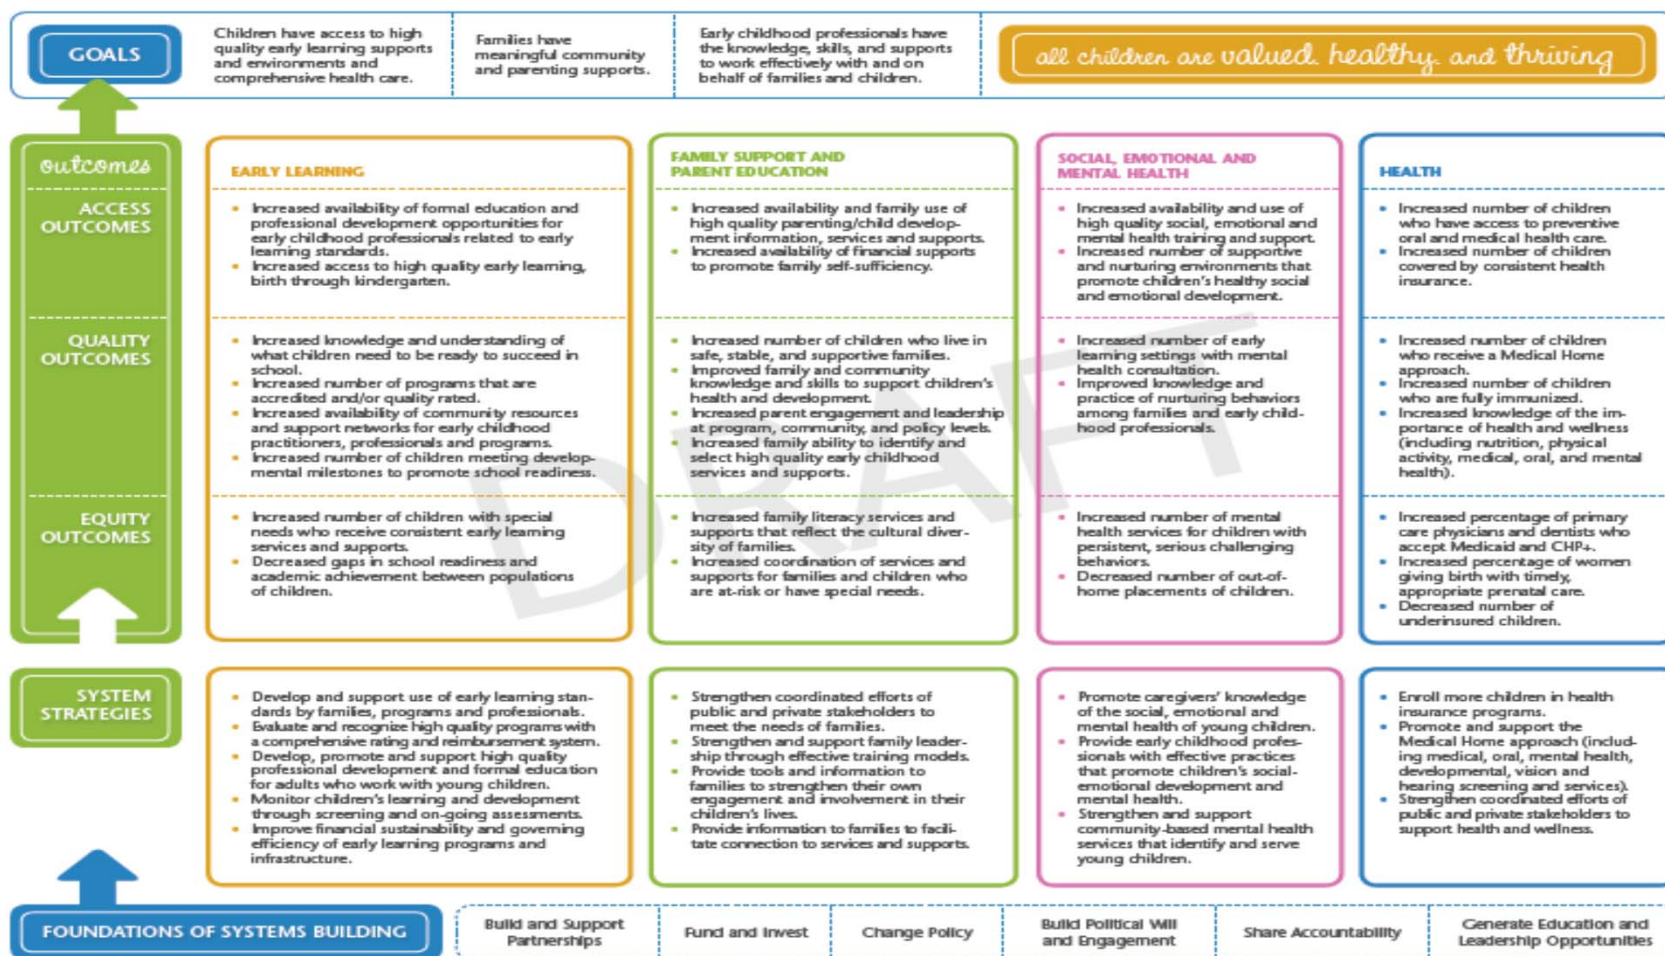 GOALS
Children have access to high
quality early learning supports
and environments and
comprehensive health care.
Families have
meaningful community
and parenting supports.
Early childhood professionals have
the knowledge, skills, and supports
to work effectively with and on
behalf of families and children.
all children are valued, healthy, and thriving
outcomes
EARLY LEARNING
FAMILY SUPPORT AND
PARENT EDUCATION
SOCIAL, EMOTIONAL AND
MENTAL HEALTH
HEALTH
ACCESS
OUTCOMES
• Increased availability of formal education and
professional development opportunities for
early childhood professionals related to early
learning standards.
• Increased access to high quality early learning,
birth through kindergarten.
• Increased availability and family use of
high quality parenting/child develop-
ment information, services and supports.
• Increased availability of financial supports
to promote family self-sufficiency.
• Increased availability and use of
high quality social, emotional and
mental health training and support.
• Increased number of supportive
and nurturing environments that
promote children's healthy social
and emotional development.
• Increased number of children
who have access to preventive
oral and medical health care.
• Increased number of children
covered by consistent health
insurance.
QUALITY
OUTCOMES
• Increased knowledge and understanding of
what children need to be ready to succeed in
school.
• Increased number of programs that are
accredited and/or quality rated.
• Increased availability of community resources
and support networks for early childhood
practitioners, professionals and programs.
• Increased number of children meeting develop-
mental milestones to promote school readiness.
• Increased number of children who live in
safe, stable, and supportive families.
• Improved family and community
knowledge and skills to support children's
health and development.
• Increased parent engagement and leadership
at program, community, and policy levels.
• Increased family ability to identify and
select high quality early childhood
services and supports.
• Increased number of early
learning settings with mental
health consultation.
• Improved knowledge and
practice of nurturing behaviors
among families and early child-
hood professionals.
• Increased number of children
who receive a Medical Home
approach.
• Increased number of children
who are fully immunized.
• Increased knowledge of the im-
portance of health and wellness
(including nutrition, physical
activity, medical, oral, and mental
health).
EQUITY
OUTCOMES
• Increased number of children with special
needs who receive consistent early learning
services and supports.
• Decreased gaps in school readiness and
academic achievement between populations
of children.
• Increased family literacy services and
supports that reflect the cultural diver-
sity of families.
• Increased coordination of services and
supports for families and children who
are at-risk or have special needs.
• Increased number of mental
health services for children with
persistent, serious challenging
behaviors.
• Decreased number of out-of-
home placements of children.
• Increased percentage of primary
care physicians and dentists who
accept Medicaid and CHP+.
• Increased percentage of women
giving birth with timely,
appropriate prenatal care.
• Decreased number of
underinsured children.
DRAFT
SYSTEM
STRATEGIES
• Develop and support use of early learning stan-
dards by families, programs and professionals.
• Evaluate and recognize high quality programs with
a comprehensive rating and reimbursement system.
• Develop, promote and support high quality
professional development and formal education
for adults who work with young children.
• Monitor children's learning and development
through screening and on-going assessments.
• Improve financial sustainability and governing
efficiency of early learning programs and
infrastructure.
• Strengthen coordinated efforts of
public and private stakeholders to
meet the needs of families.
• Strengthen and support family leader-
ship through effective training models.
• Provide tools and information to
families to strengthen their own
engagement and involvement in their
children's lives.
• Provide information to families to facili-
tate connection to services and supports.
• Promote caregivers' knowledge
of the social, emotional and
mental health of young children.
• Provide early childhood profes-
sionals with effective practices
that promote children's social-
emotional development and
mental health.
• Strengthen and support
community-based mental health
services that identify and serve
young children.
• Enroll more children in health
insurance programs.
• Promote and support the
Medical Home approach (includ-
ing medical, oral, mental health,
developmental, vision and
hearing screening and services).
• Strengthen coordinated efforts of
public and private stakeholders to
support health and wellness.
FOUNDATIONS OF SYSTEMS BUILDING
Build and Support
Partnerships
Fund and Invest
Change Policy
Build Political Will
and Engagement
Share Accountability
Generate Education and
Leadership Opportunities